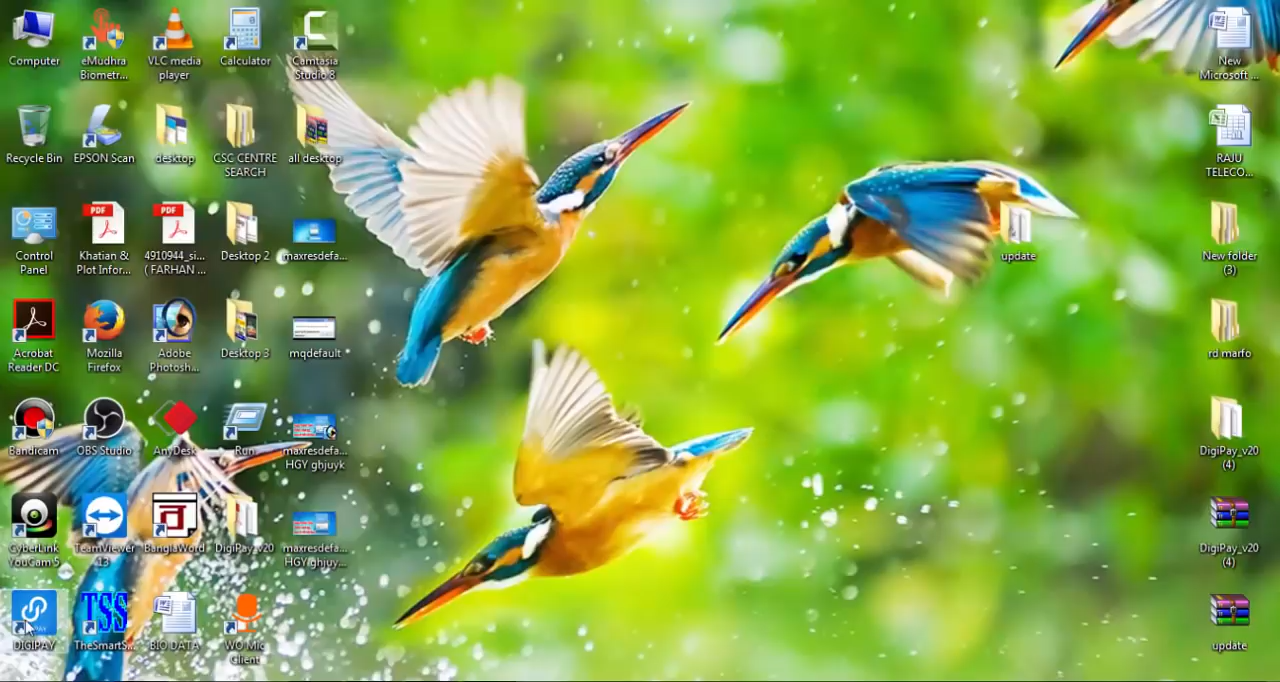 Computer
eMudhra
Biometr...
VLC media
player
Calculator
Camtasia
Studio 8
New
Microsoft ...
Recycle Bin
EPSON Scan
desktop
CSC CENTRE
SEARCH
all desktop
RAJU
TELECO...
Control
Panel
PDF
Khatian &
Plot Infor...
PDF
4910944_si...
( FARHAN ...
Desktop 2
maxresdefa...
update
New folder
(3)
Acrobat
Reader DC
Mozilla
Firefox
Adobe
Photosh...
Desktop 3
mqdefault
rd marfo
Bandicam
OBS Studio
AnyDesk
Run
maxresdefa...
HGY ghjuyk
DigiPay_v20
(4)
CyberLink
YouCam 5
TeamViewer
13
BanglaWord
DigiPay_v20
maxresdefa...
HGY ghjuy...
DigiPay_v20
(4)
DIGIPAY
TSS
TheSmartS...
BIO DATA
WO Mic
Client
update